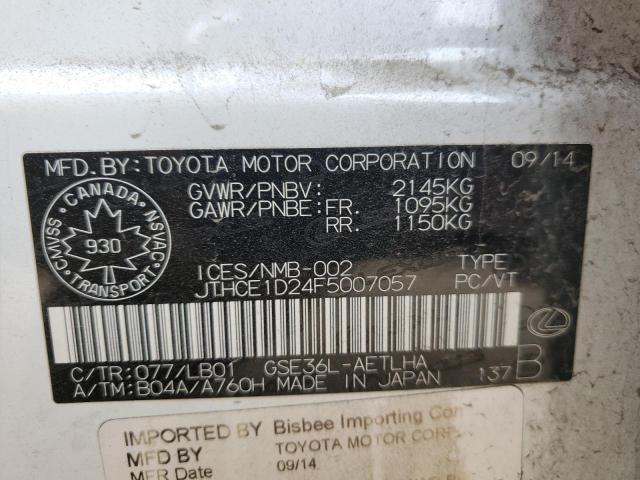 MFD. BY: TOYOTA MOTOR CORPORATION 09/14
GVWR/PNBV: 2145KG
GAWR/PNBE: FR. 1095KG
RR. 1150KG
CANADA
CMVSS NSVAC
930
TRANSPORT
ICES/NMB-002 TYPE
JTHCE1D24F5007057 PC/VT
C/TR: 077/LB01 GSE36L-AETLHA
A/TM: B04A/A760H MADE IN JAPAN 137 B
IMPORTED BY Bisbee Importing
MFD BY TOYOTA MOTOR
MFR Date 09/14